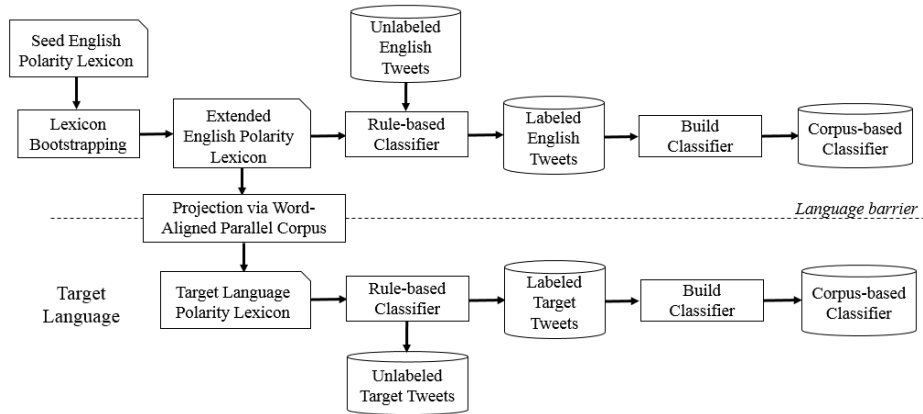 Seed English
Polarity Lexicon
Unlabeled
English
Tweets
Lexicon
Bootstrapping
Extended
English Polarity
Lexicon
Rule-based
Classifier
Labeled
English
Tweets
Build
Classifier
Corpus-based
Classifier
Projection via Word-
Aligned Parallel Corpus
Language barrier
Target
Language
Target Language
Polarity Lexicon
Rule-based
Classifier
Labeled
Target
Tweets
Build
Classifier
Corpus-based
Classifier
Unlabeled
Target Tweets